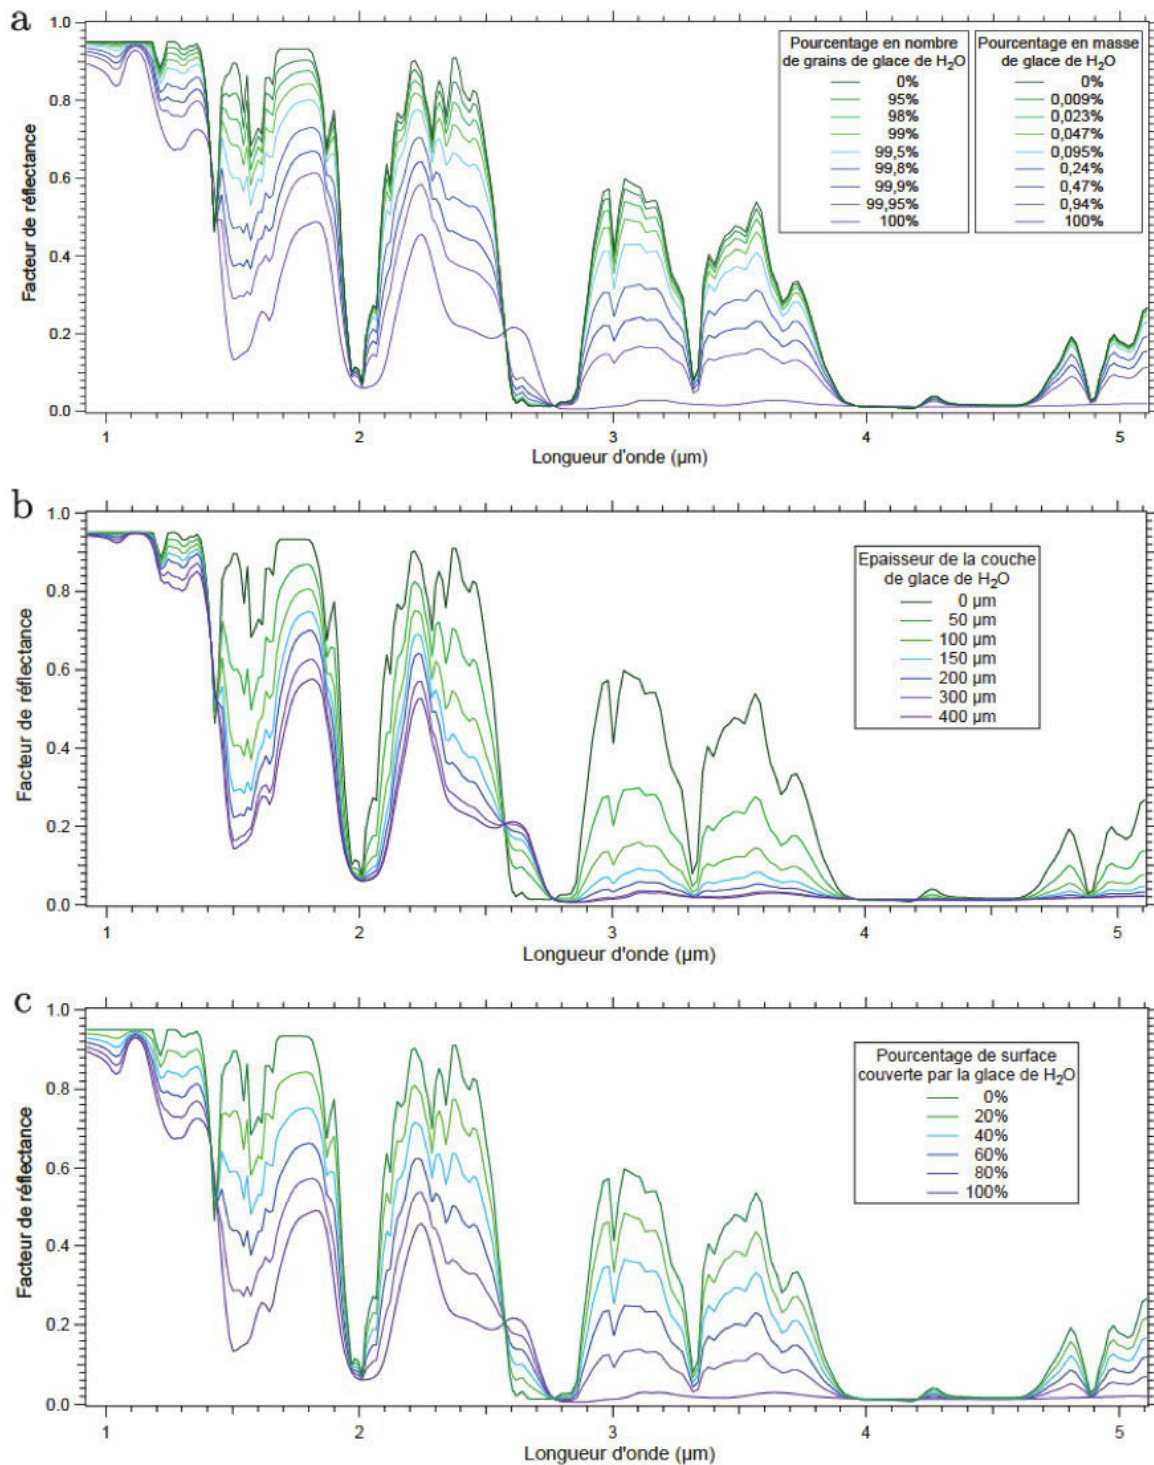 a
1.0
0.8
0.6
0.4
0.2
0.0
Facteur de réflectance
Pourcentage en nombre
de grains de glace de H2O
0%
95%
98%
99%
99,5%
99,8%
99,9%
99,95%
100%
Pourcentage en masse
de glace de H2O
0%
0,009%
0,023%
0,047%
0,095%
0,24%
0,47%
0,94%
100%
1 2 3 4 5
Longueur d'onde (µm)
b
1.0
0.8
0.6
0.4
0.2
0.0
Facteur de réflectance
Epaisseur de la couche
de glace de H2O
0 µm
50 µm
100 µm
150 µm
200 µm
300 µm
400 µm
1 2 3 4 5
Longueur d'onde (µm)
c
1.0
0.8
0.6
0.4
0.2
0.0
Facteur de réflectance
Pourcentage de surface
couverte par la glace de H2O
0%
20%
40%
60%
80%
100%
1 2 3 4 5
Longueur d'onde (µm)